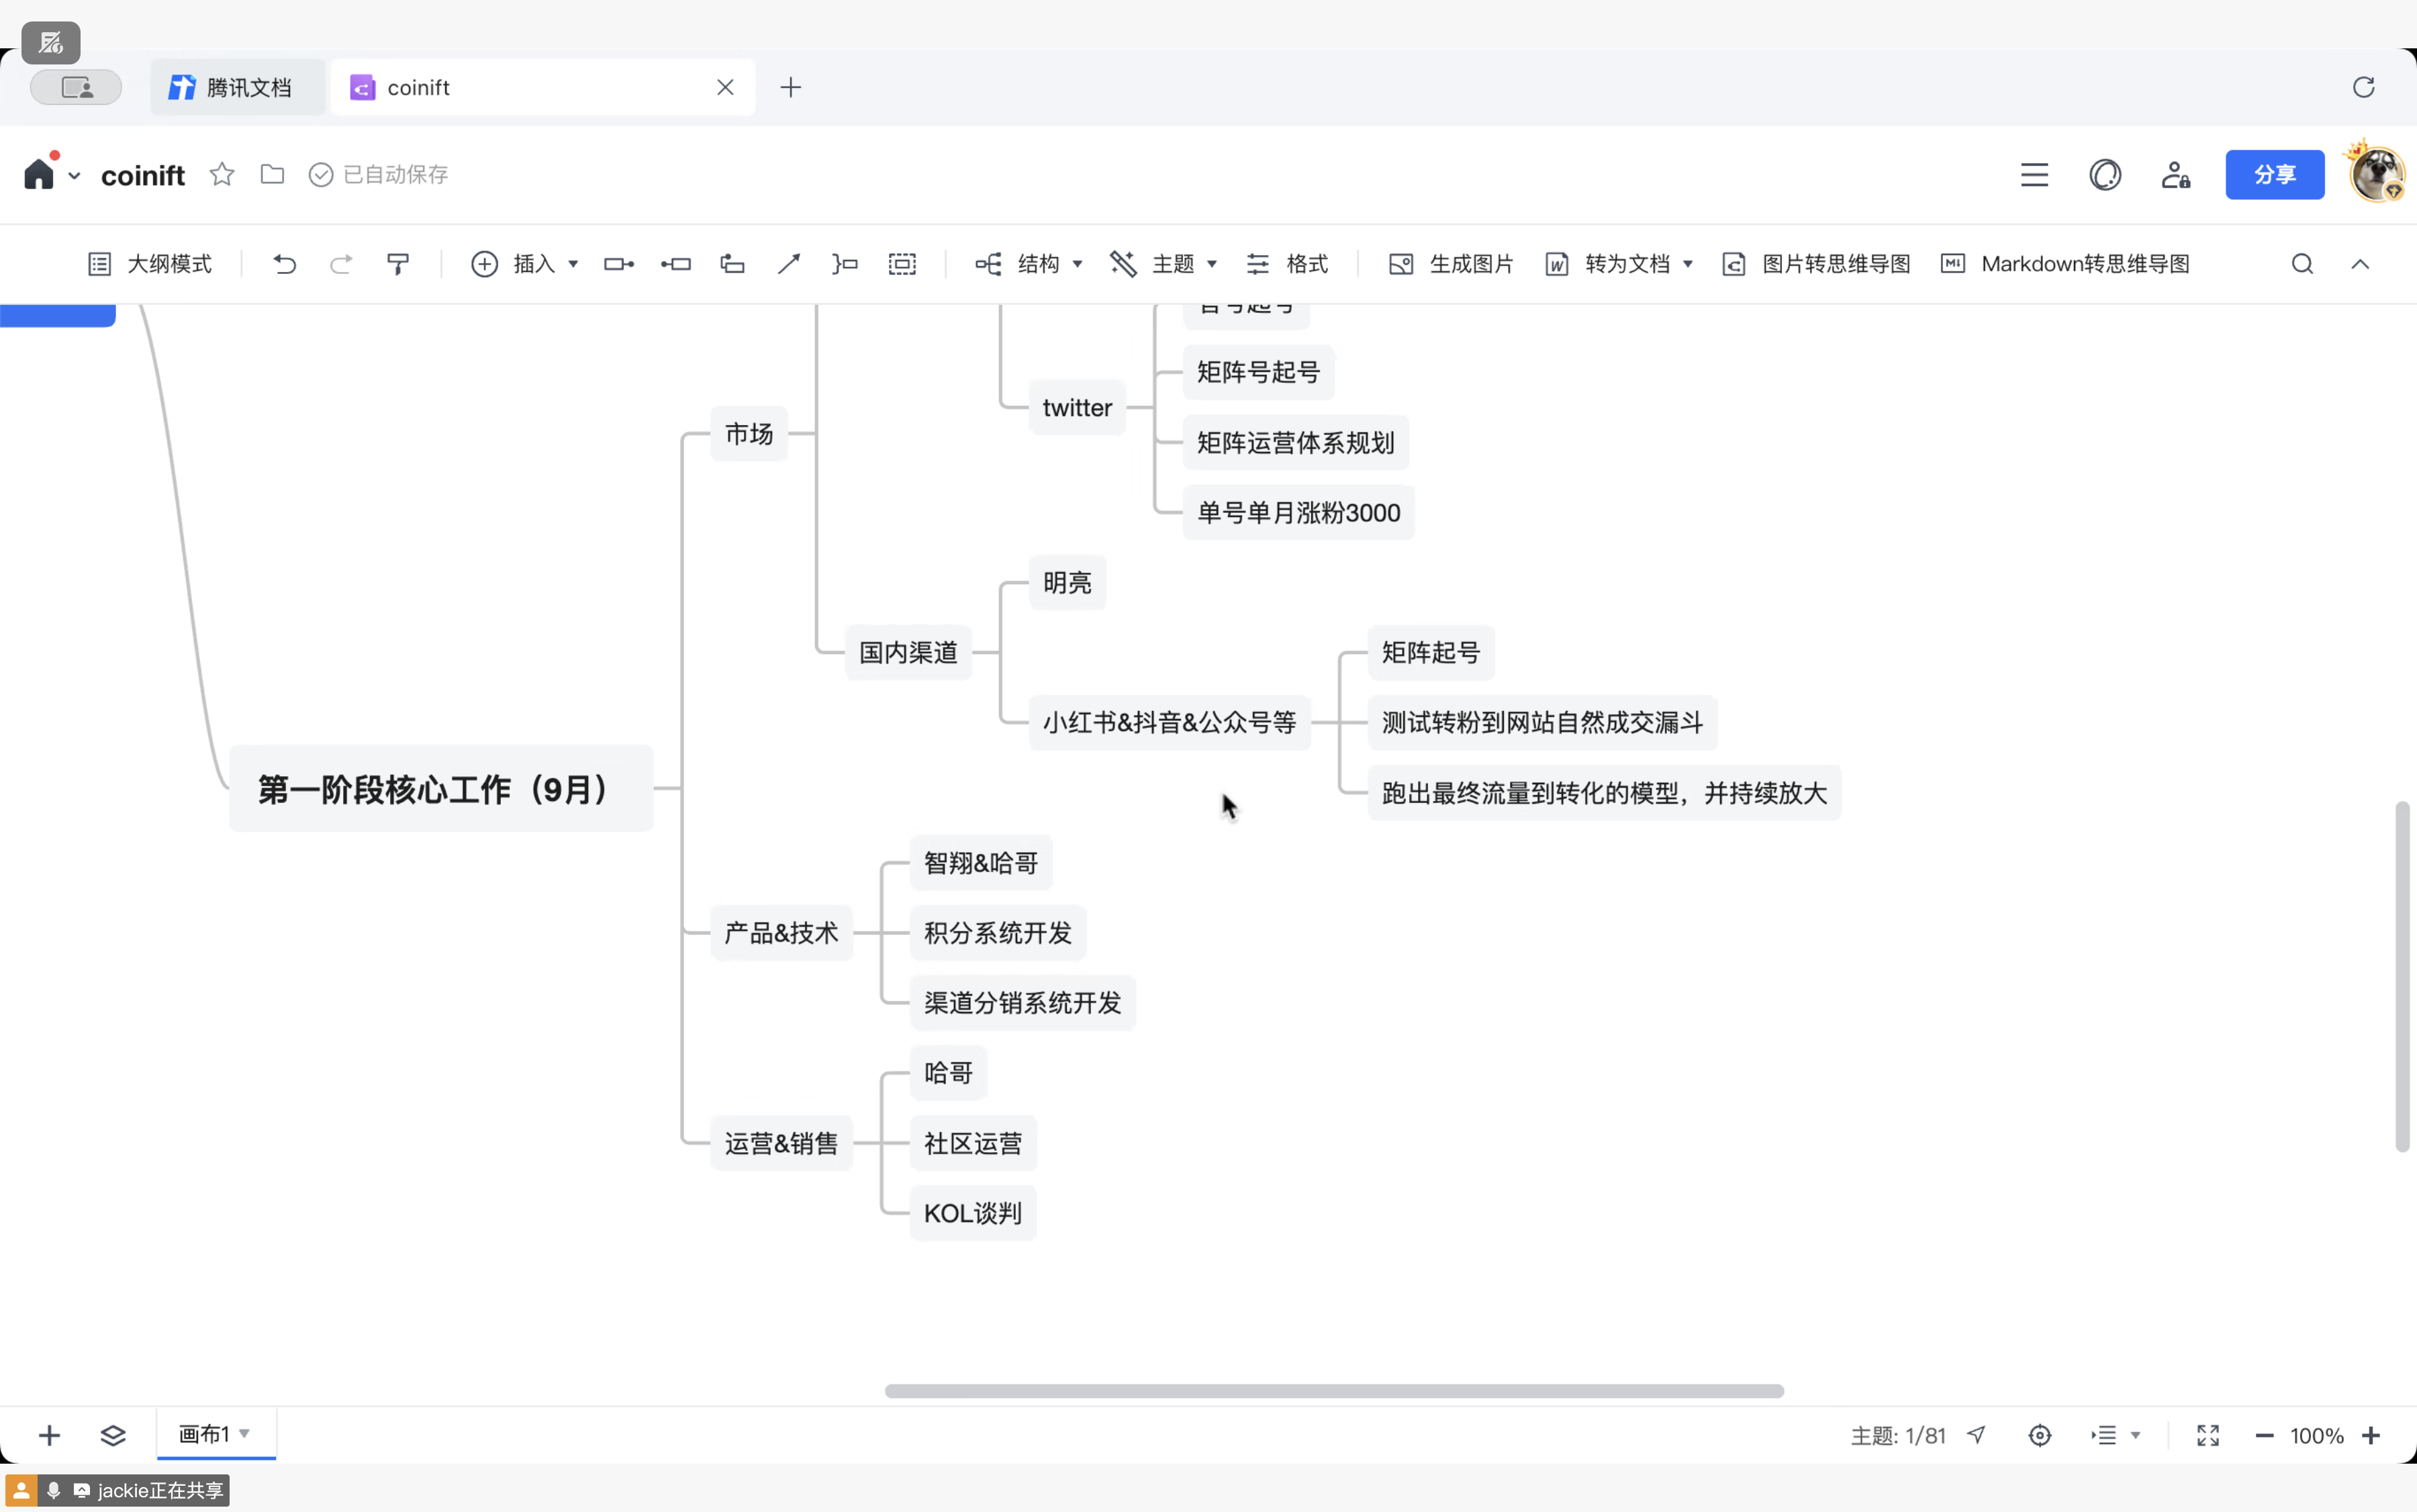 腾讯文档
coinift
coinift
已自动保存
分享
大纲模式
插入
结构
主题
格式
生成图片
转为文档
图片转思维导图
Markdown转思维导图
矩阵号起号
twitter
市场
矩阵运营体系规划
单号单月涨粉3000
明亮
国内渠道
矩阵起号
小红书&抖音&公众号等
测试转粉到网站自然成交漏斗
第一阶段核心工作（9月）
跑出最终流量到转化的模型，并持续放大
智翔&哈哥
产品&技术
积分系统开发
渠道分销系统开发
哈哥
运营&销售
社区运营
KOL谈判
画布1
主题: 1/81
100%
jackie正在共享